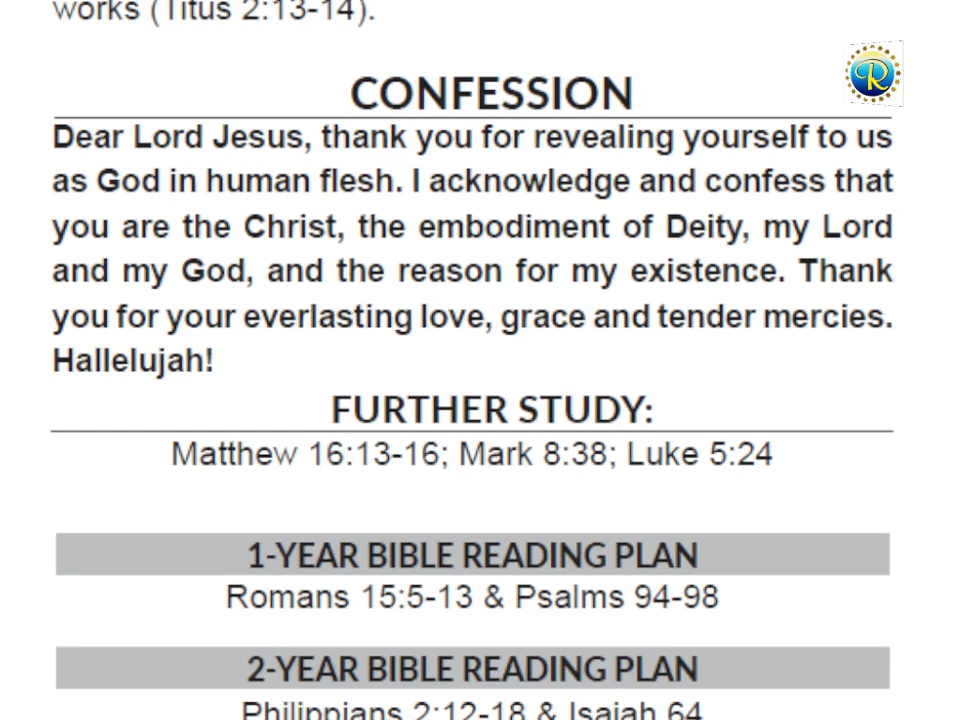 works (Titus 2:13-14).
CONFESSION
Dear Lord Jesus, thank you for revealing yourself to us
as God in human flesh. I acknowledge and confess that
you are the Christ, the embodiment of Deity, my Lord
and my God, and the reason for my existence. Thank
you for your everlasting love, grace and tender mercies.
Hallelujah!
FURTHER STUDY:
Matthew 16:13-16; Mark 8:38; Luke 5:24
1-YEAR BIBLE READING PLAN
Romans 15:5-13 & Psalms 94-98
2-YEAR BIBLE READING PLAN
Philippians 2:12-18 & Isaiah 64
R